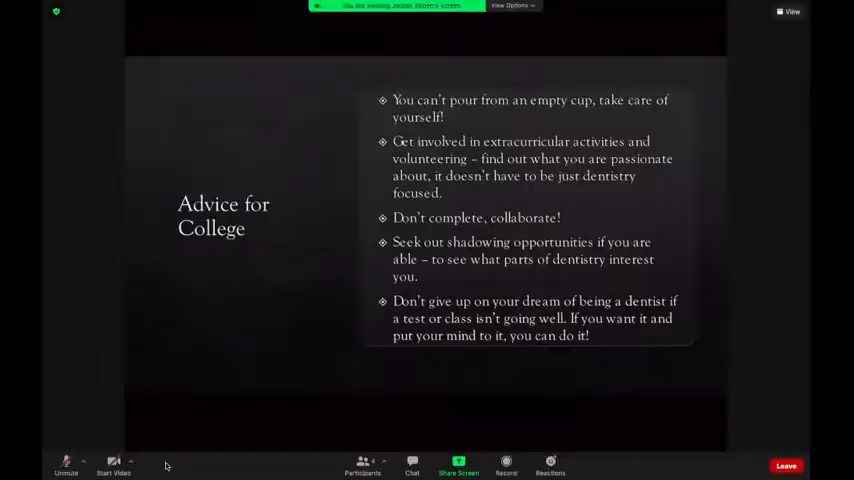 View Options
View
You can't pour from an empty cup, take care of
yourself!
Get involved in extracurricular activities and
volunteering – find out what you are passionate
about, it doesn't have to be just dentistry
focused.
Advice for
College
Don't complete, collaborate!
Seek out shadowing opportunities if you are
able – to see what parts of dentistry interest
you.
Don't give up on your dream of being a dentist if
a test or class isn't going well. If you want it and
put your mind to it, you can do it!
Unmute
Start Video
Participants
4
Chat
Share Screen
Record
Reactions
Leave